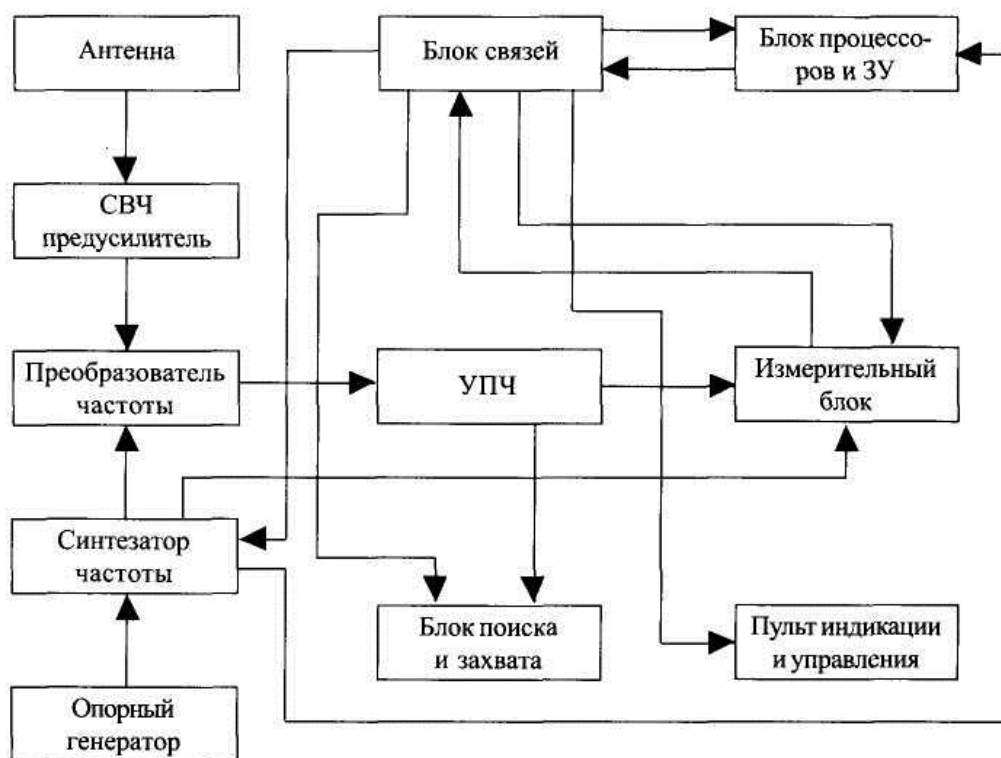 Антенна
Блок связей
Блок процессо-
ров и ЗУ
СВЧ
предусилитель
Преобразователь
частоты
УПЧ
Измерительный
блок
Синтезатор
частоты
Блок поиска
и захвата
Пульт индикации
и управления
Опорный
генератор